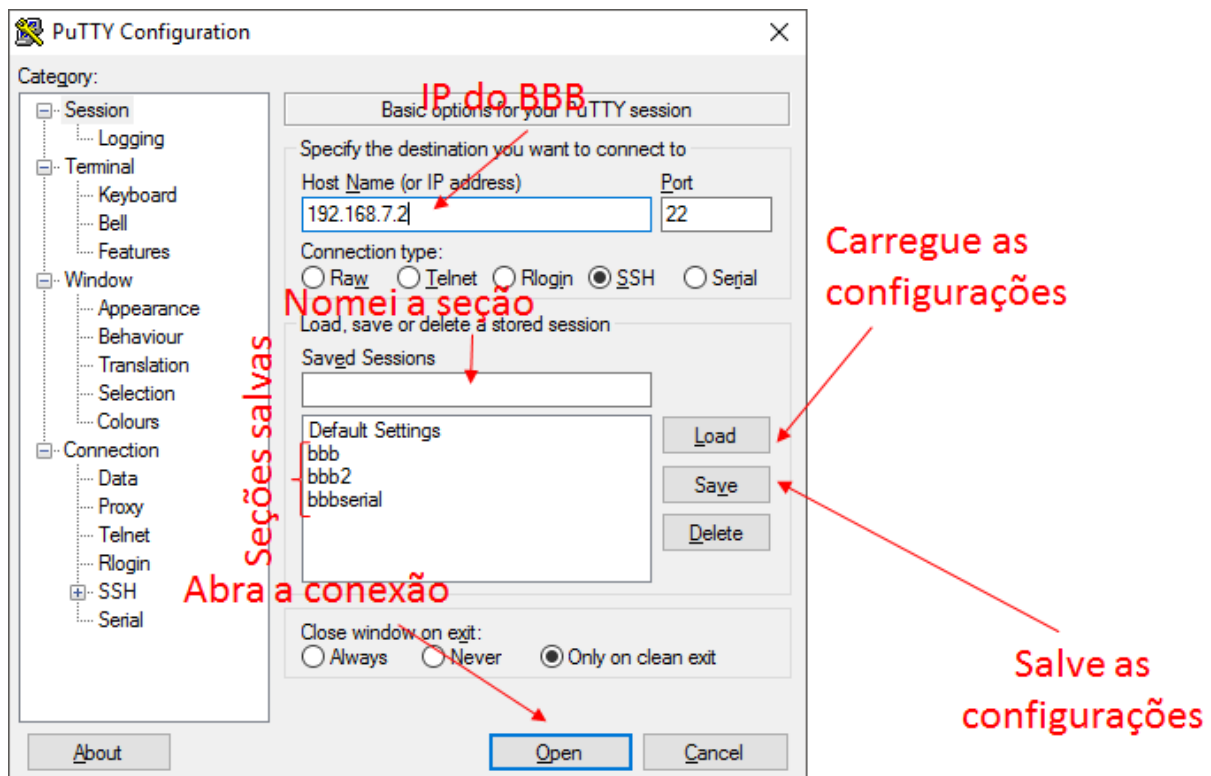 PuTTY Configuration
Category:
Session
Logging
Terminal
Keyboard
Bell
Features
Window
Appearance
Behaviour
Translation
Selection
Colours
Connection
Data
Proxy
Telnet
Rlogin
SSH
Serial
IP do BBB
Basic options for your PuTTY session
Specify the destination you want to connect to
Host Name (or IP address) Port
192.168.7.2 22
Connection type:
Raw Telnet Rlogin SSH Serial
Nomei a seção
Load, save or delete a stored session
Saved Sessions
Seções salvas
Default Settings
bbb
bbb2
bbbserial
Load
Save
Delete
Abra a conexão
Close window on exit:
Always Never Only on clean exit
About Open Cancel
Carregue as
configurações
Salve as
configurações